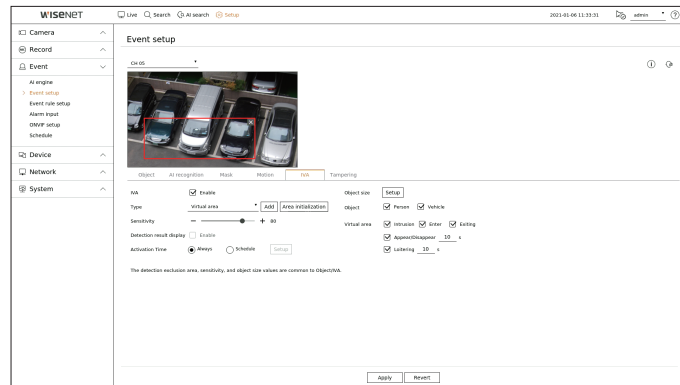 WISENET
Live Search AI search Setup
2021-01-06 11:33:31 admin
Camera
Record
Event
AI engine
Event setup
Event rule setup
Alarm input
ONVIF setup
Schedule
Device
Network
System
Event setup
CH 05
Object AI recognition Mask Motion IVA Tampering
IVA Enable
Type Virtual area Add Area initialization
Sensitivity 80
Detection result display Enable
Activation Time Always Schedule Setup
Object size Setup
Object Person Vehicle
Virtual area Intrusion Enter Exiting
Appear/Disappear 10 s
Loitering 10 s
The detection exclusion area, sensitivity, and object size values are common to Object/IVA.
Apply Revert